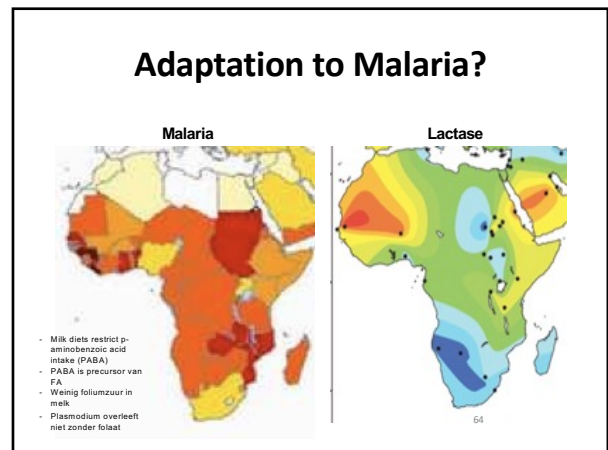 Adaptation to Malaria?
Malaria
Lactase
- Milk diets restrict p-
aminobenzoic acid
intake (PABA)
- PABA is precursor van
FA
- Weinig foliumzuur in
melk
- Plasmodium overleeft
niet zonder folaat
64